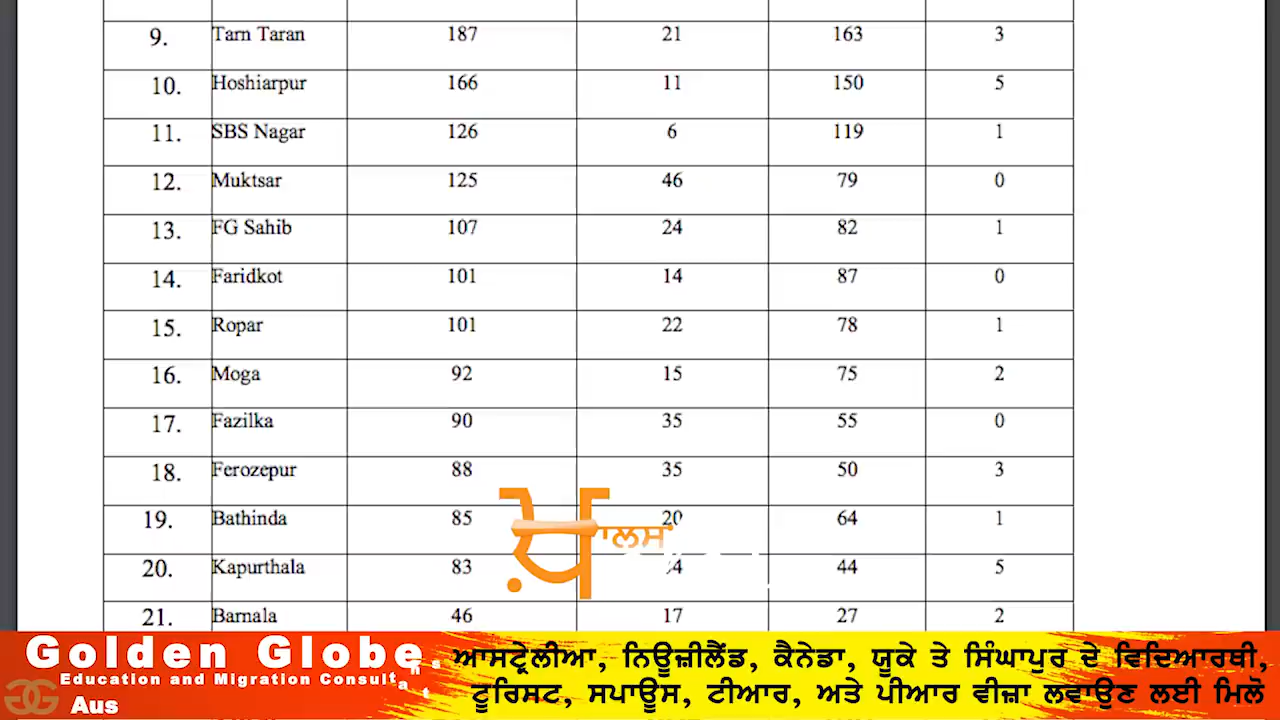 9. Tarn Taran 187 21 163 3
10. Hoshiarpur 166 11 150 5
11. SBS Nagar 126 6 119 1
12. Muktsar 125 46 79 0
13. FG Sahib 107 24 82 1
14. Faridkot 101 14 87 0
15. Ropar 101 22 78 1
16. Moga 92 15 75 2
17. Fazilka 90 35 55 0
18. Ferozepur 88 35 50 3
19. Bathinda 85 20 64 1
20. Kapurthala 83 44 5
21. Barnala 46 17 27 2
Golden Globe
Education and Migration Consultants.
Aus
ਆਸਟ੍ਰੇਲੀਆ, ਨਿਊਜ਼ੀਲੈਂਡ, ਕੈਨੇਡਾ, ਯੂਕੇ ਤੇ ਸਿੰਘਾਪੁਰ ਦੇ ਵਿਦਿਆਰਥੀ,
ਟੂਰਿਸਟ, ਸਪਾਊਸ, ਟੀਆਰ, ਅਤੇ ਪੀਆਰ ਵੀਜ਼ਾ ਲਵਾਉਣ ਲਈ ਮਿਲੋ